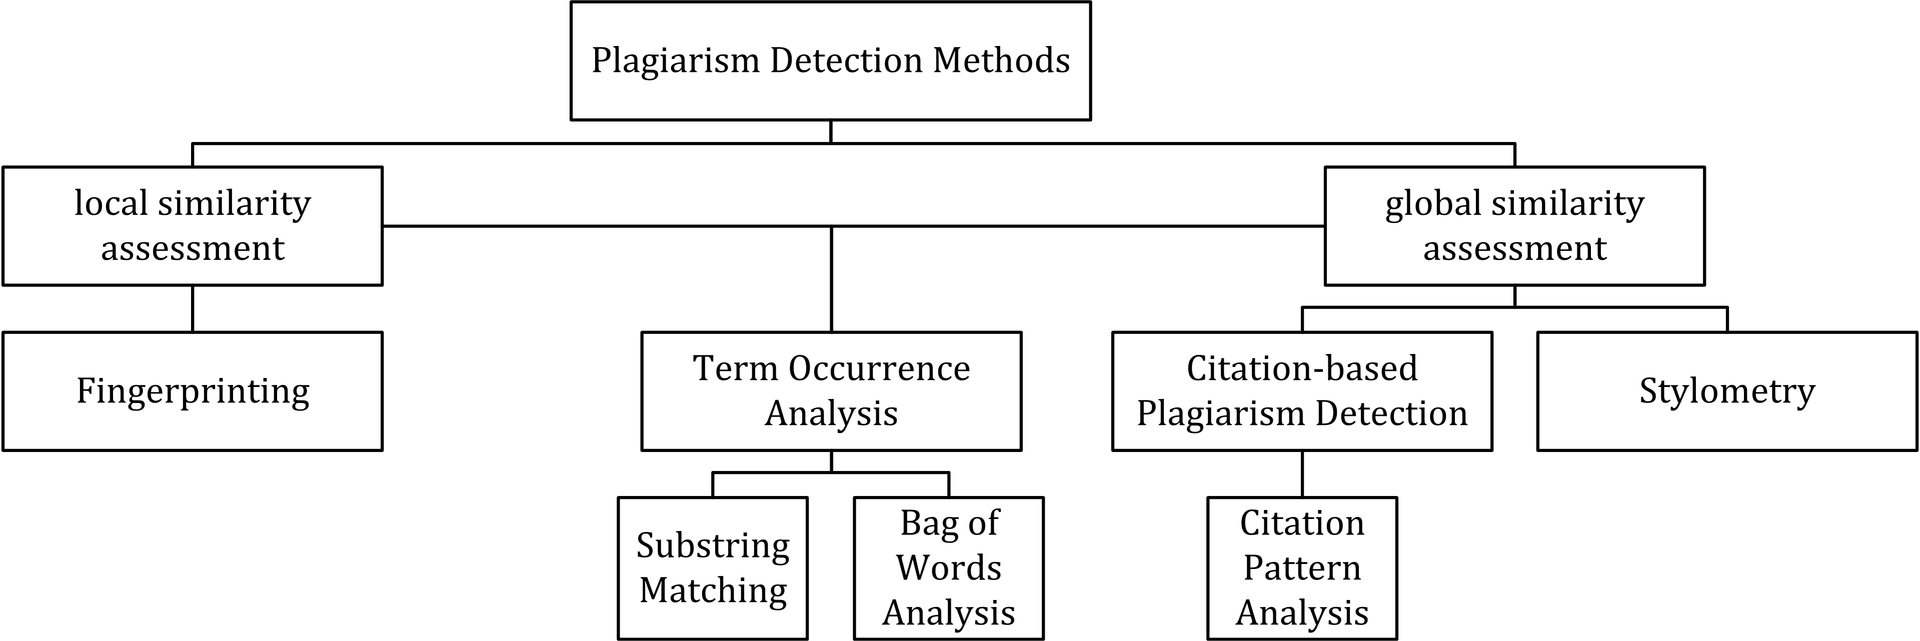 Plagiarism Detection Methods
local similarity
assessment
global similarity
assessment
Fingerprinting
Term Occurrence
Analysis
Citation-based
Plagiarism Detection
Stylometry
Substring
Matching
Bag of
Words
Analysis
Citation
Pattern
Analysis